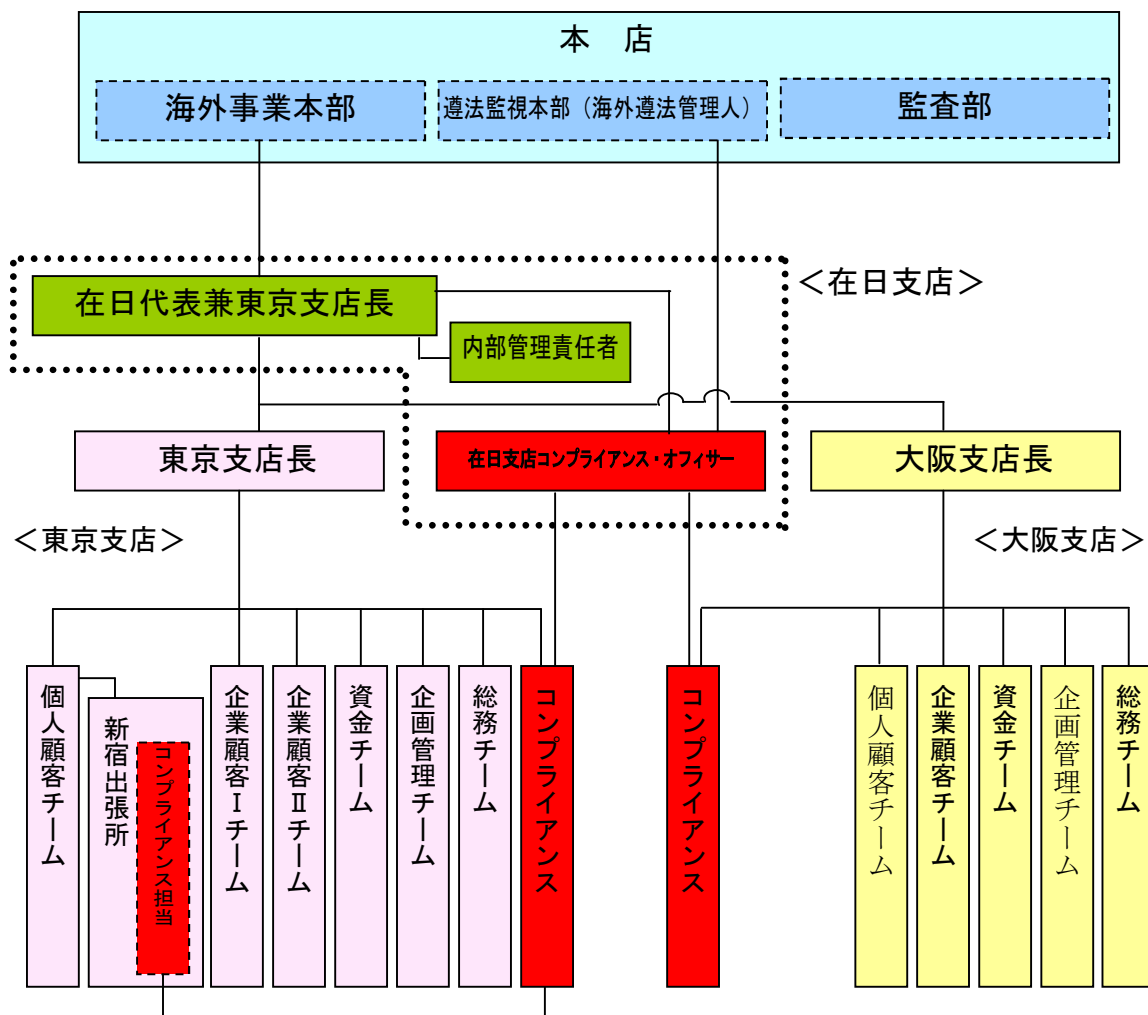 本　店
海外事業本部
遵法監視本部（海外遵法管理人）
監査部
＜在日支店＞
在日代表兼東京支店長
内部管理責任者
東京支店長
在日支店コンプライアンス・オフィサー
大阪支店長
＜東京支店＞
＜大阪支店＞
個人顧客チーム
新宿出張所
コンプライアンス担当
企業顧客Ⅰチーム
企業顧客Ⅱチーム
資金チーム
企画管理チーム
総務チーム
コンプライアンス
コンプライアンス
個人顧客チーム
企業顧客チーム
資金チーム
企画管理チーム
総務チーム